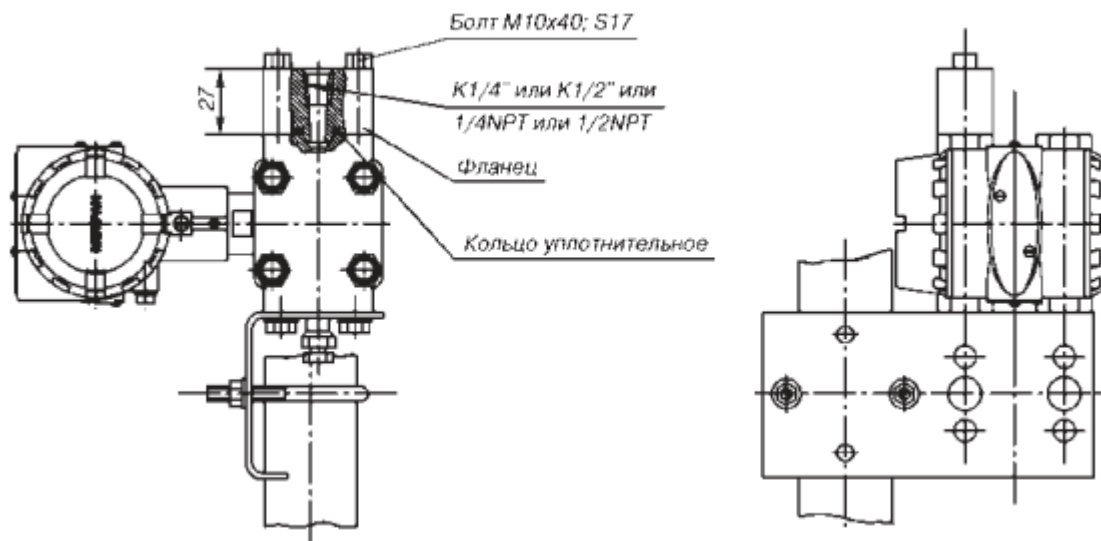 Болт М10х40; S17
27
К1/4" или К1/2" или
1/4NPT или 1/2NPT
Фланец
Кольцо уплотнительное